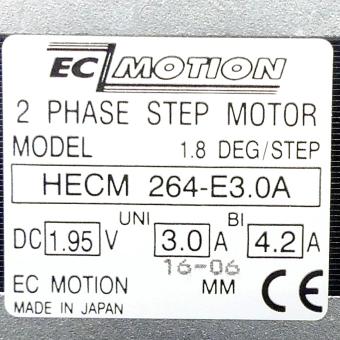 EC MOTION
2 PHASE STEP MOTOR
MODEL 1.8 DEG/STEP
HECM 264-E3.0A
UNI BI
DC 1.95 V 3.0 A 4.2 A
16-06
EC MOTION MM CE
MADE IN JAPAN